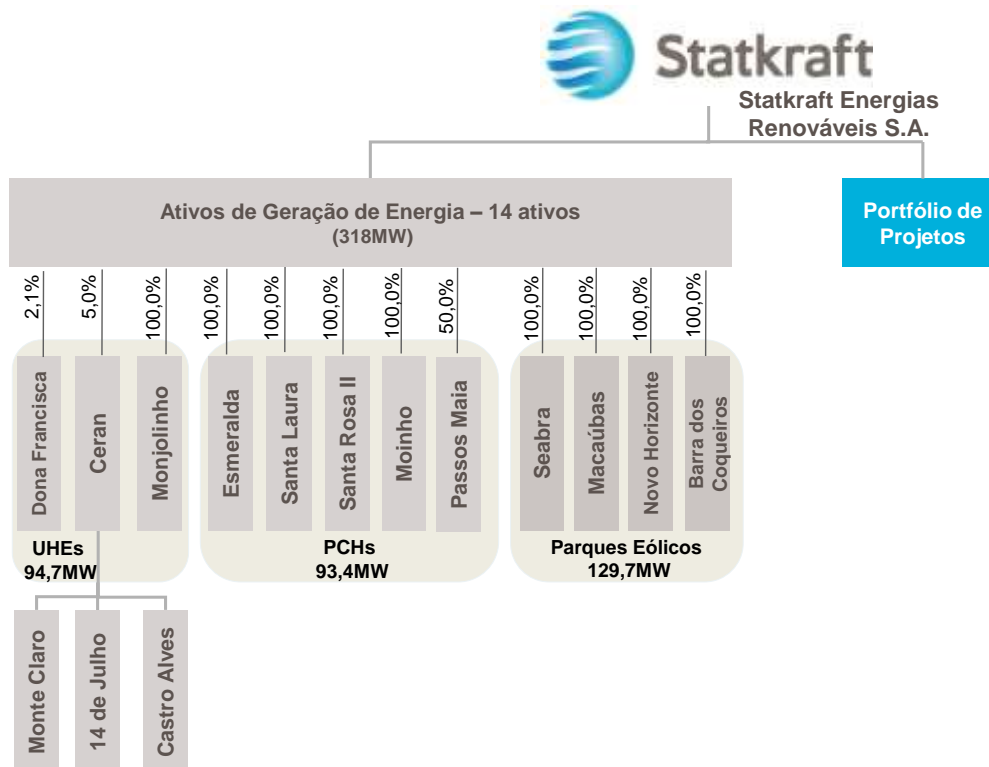 Statkraft
Statkraft Energias
Renováveis S.A.
Ativos de Geração de Energia – 14 ativos
(318MW)
Portfólio de
Projetos
2,1%
5,0%
100,0%
100,0%
100,0%
100,0%
100,0%
50,0%
100,0%
100,0%
100,0%
100,0%
Dona Francisca
Ceran
Monjolinho
Esmeralda
Santa Laura
Santa Rosa II
Moinho
Passos Maia
Seabra
Macaúbas
Novo Horizonte
Barra dos
Coqueiros
UHEs
94,7MW
PCHs
93,4MW
Parques Eólicos
129,7MW
Monte Claro
14 de Julho
Castro Alves